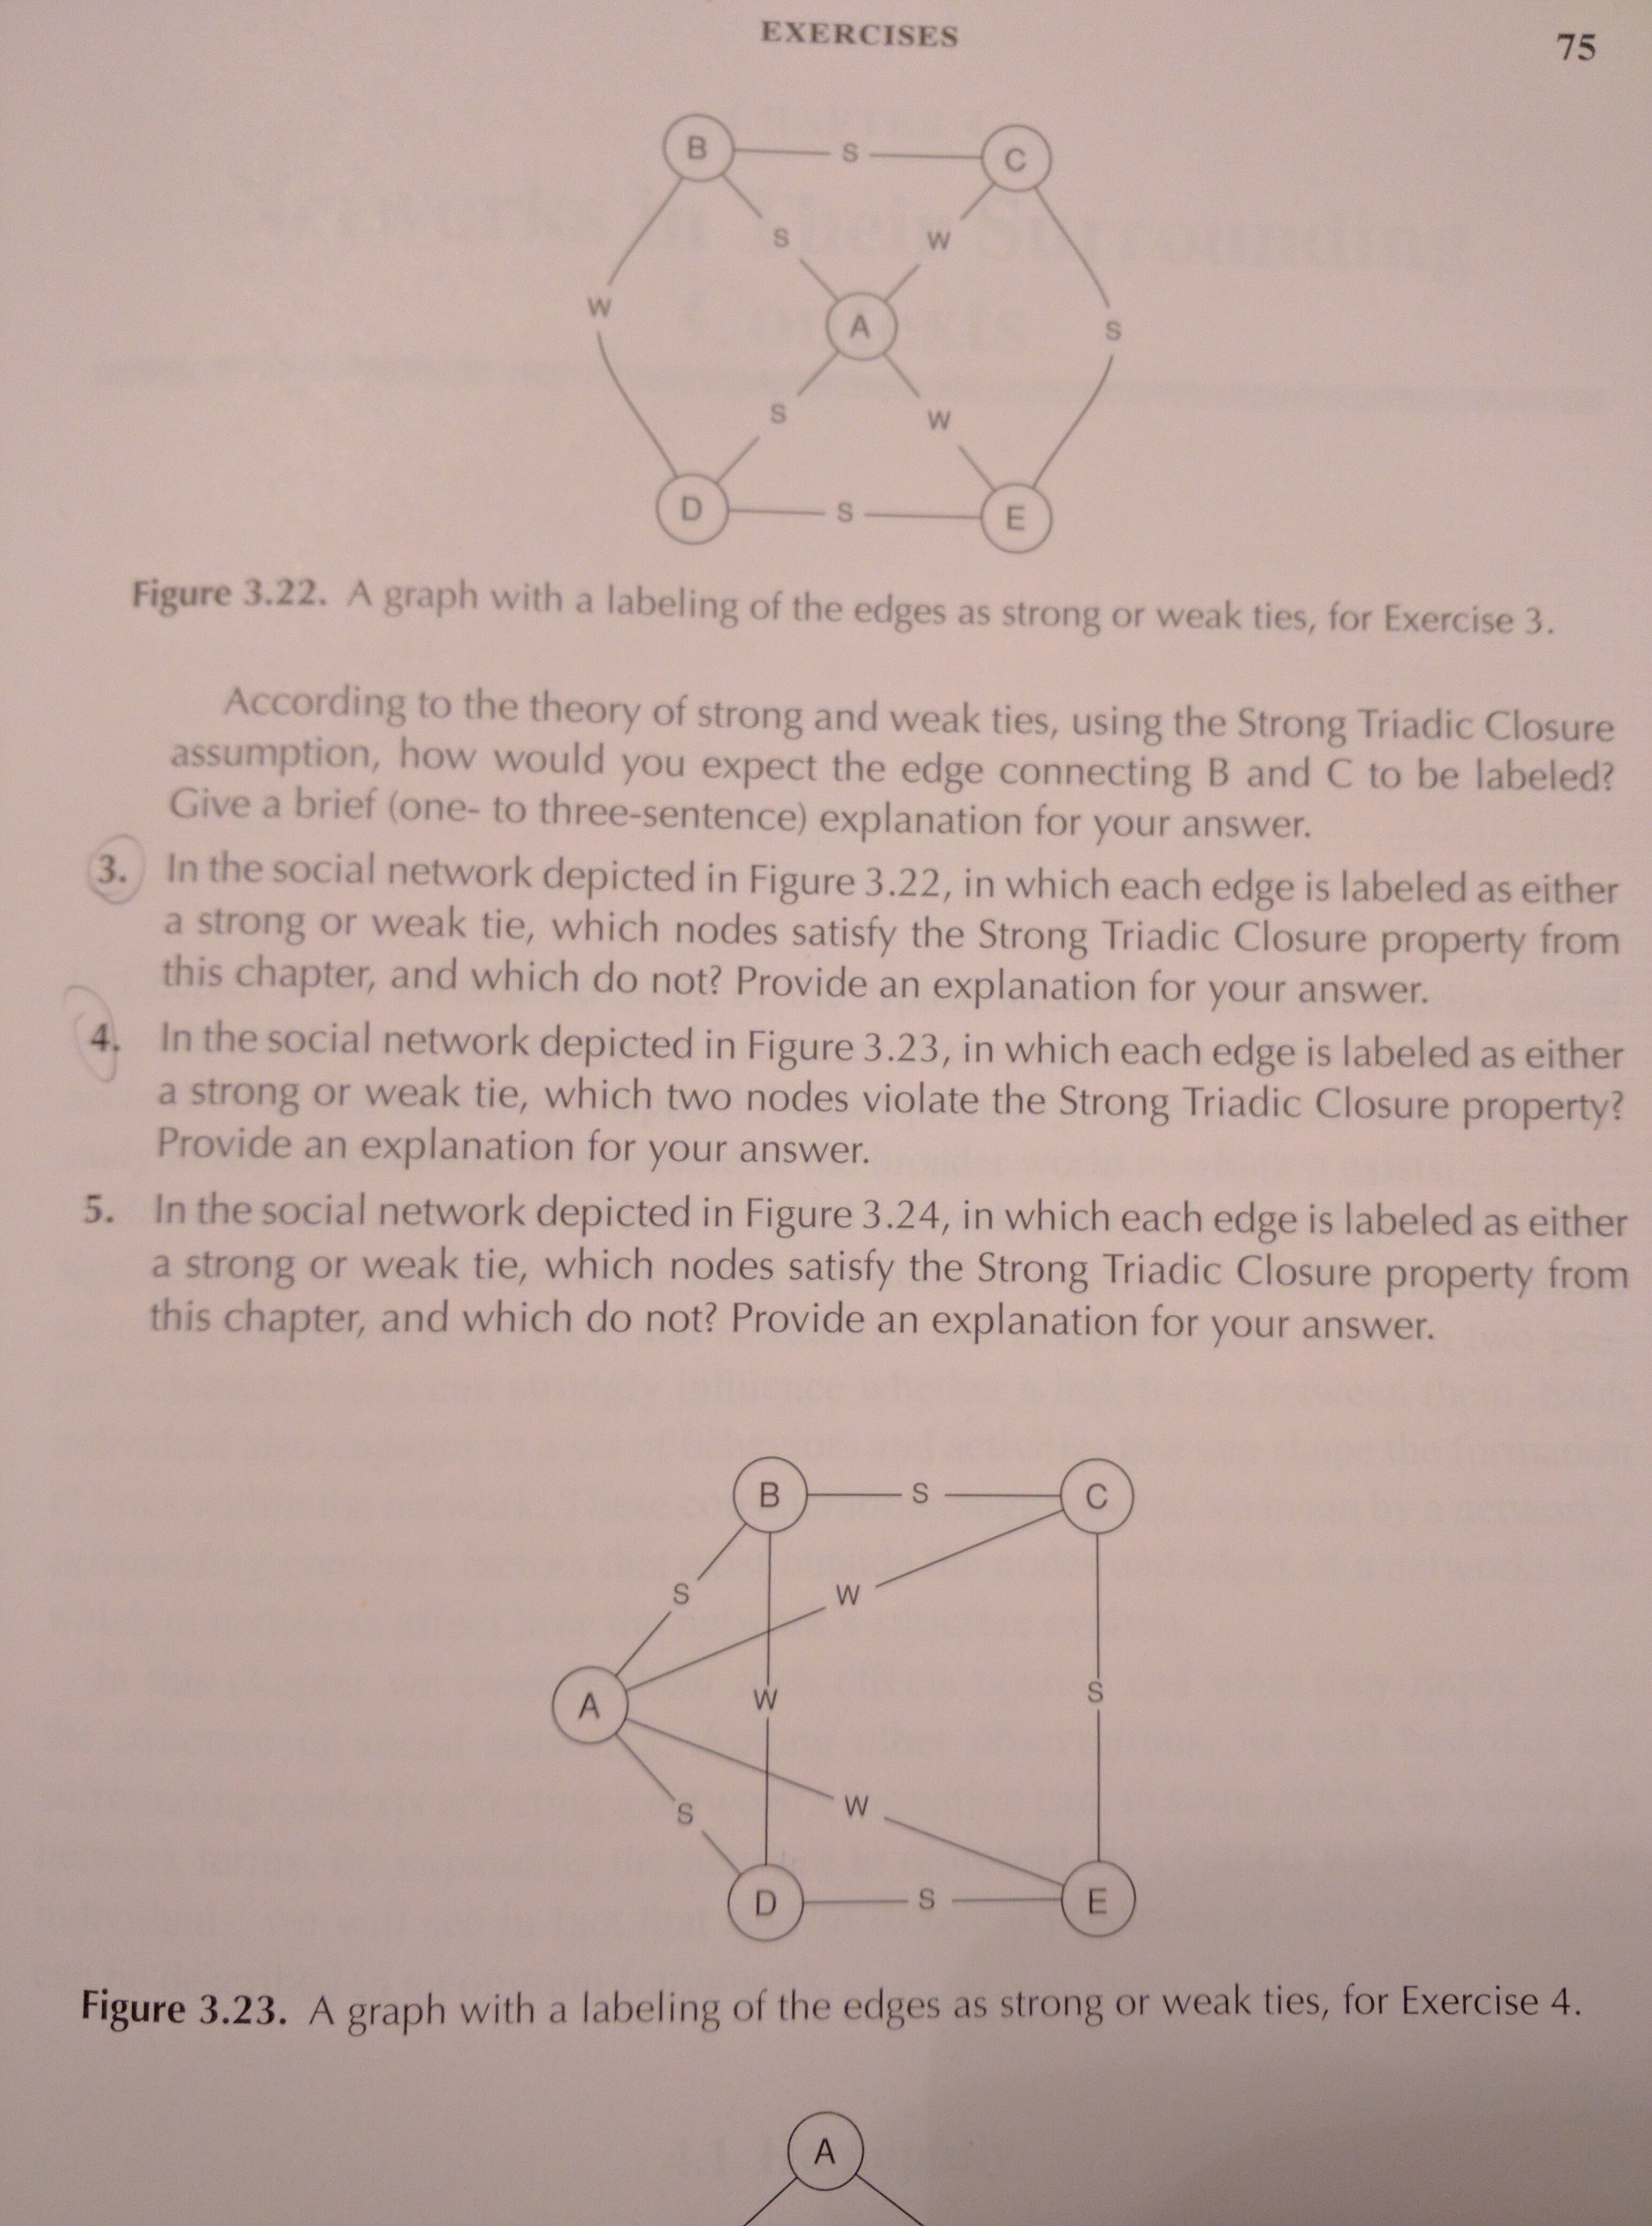 EXERCISES
75
B S C
S W
W A S
S W
D S E
Figure 3.22. A graph with a labeling of the edges as strong or weak ties, for Exercise 3.
According to the theory of strong and weak ties, using the Strong Triadic Closure
assumption, how would you expect the edge connecting B and C to be labeled?
Give a brief (one- to three-sentence) explanation for your answer.
3. In the social network depicted in Figure 3.22, in which each edge is labeled as either
a strong or weak tie, which nodes satisfy the Strong Triadic Closure property from
this chapter, and which do not? Provide an explanation for your answer.
4. In the social network depicted in Figure 3.23, in which each edge is labeled as either
a strong or weak tie, which two nodes violate the Strong Triadic Closure property?
Provide an explanation for your answer.
5. In the social network depicted in Figure 3.24, in which each edge is labeled as either
a strong or weak tie, which nodes satisfy the Strong Triadic Closure property from
this chapter, and which do not? Provide an explanation for your answer.
B S C
S W
A W S
S W
D S E
Figure 3.23. A graph with a labeling of the edges as strong or weak ties, for Exercise 4.
A